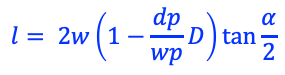 l = 2w(1 − dp/wp D) tan α/2